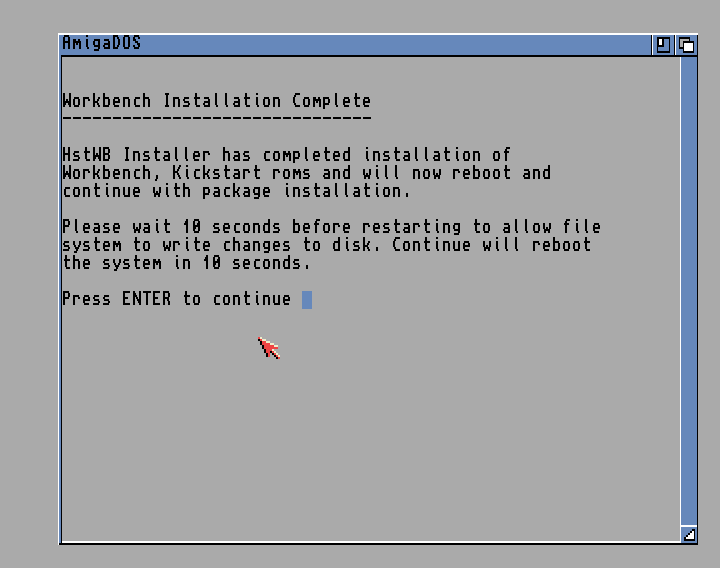 AmigaDOS
Workbench Installation Complete
-------------------------------
HstWB Installer has completed installation of
Workbench, Kickstart roms and will now reboot and
continue with package installation.
Please wait 10 seconds before restarting to allow file
system to write changes to disk. Continue will reboot
the system in 10 seconds.
Press ENTER to continue